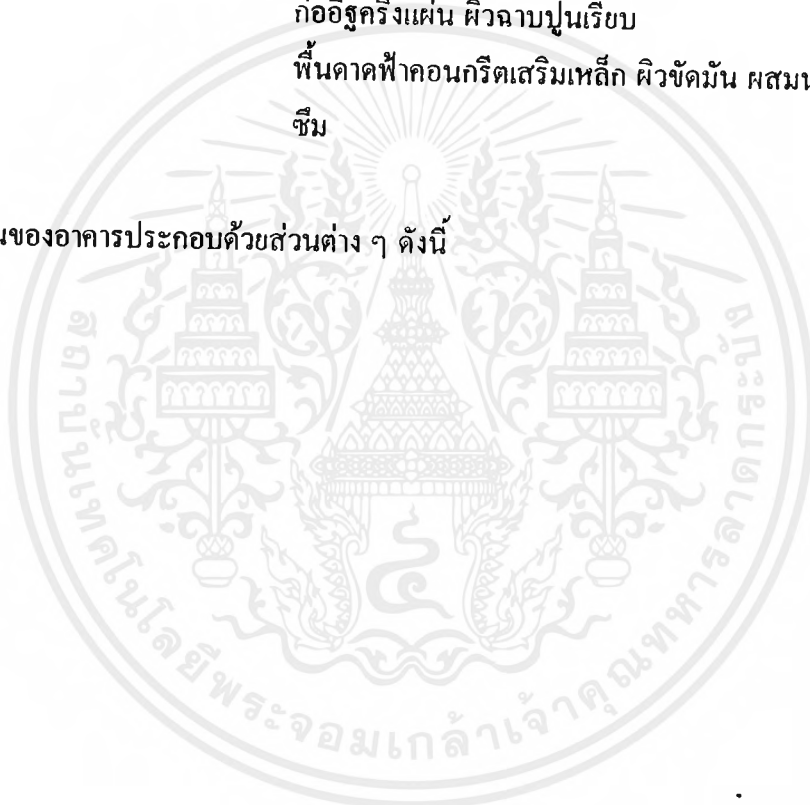 ก่ออิฐครึ่งแผ่น ผิวฉาบปูนเรียบ
พื้นดาดฟ้าคอนกรีตเสริมเหล็ก ผิวขัดมัน ผสมน
ซึม
นของอาคารประกอบด้วยส่วนต่าง ๆ ดังนี้
สถาบันเทคโนโลยีพระจอมเกล้าเจ้าคุณทหารลาดกระบัง